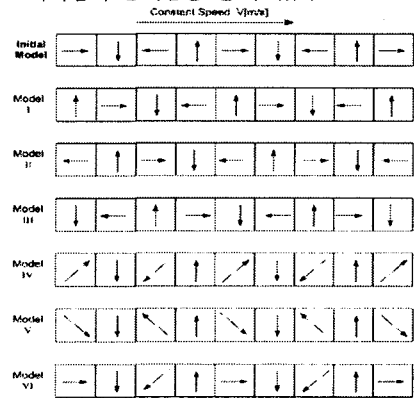 Constant Speed V[m/s]
Initial
Model
Model
I
Model
II
Model
III
Model
IV
Model
V
Model
VI